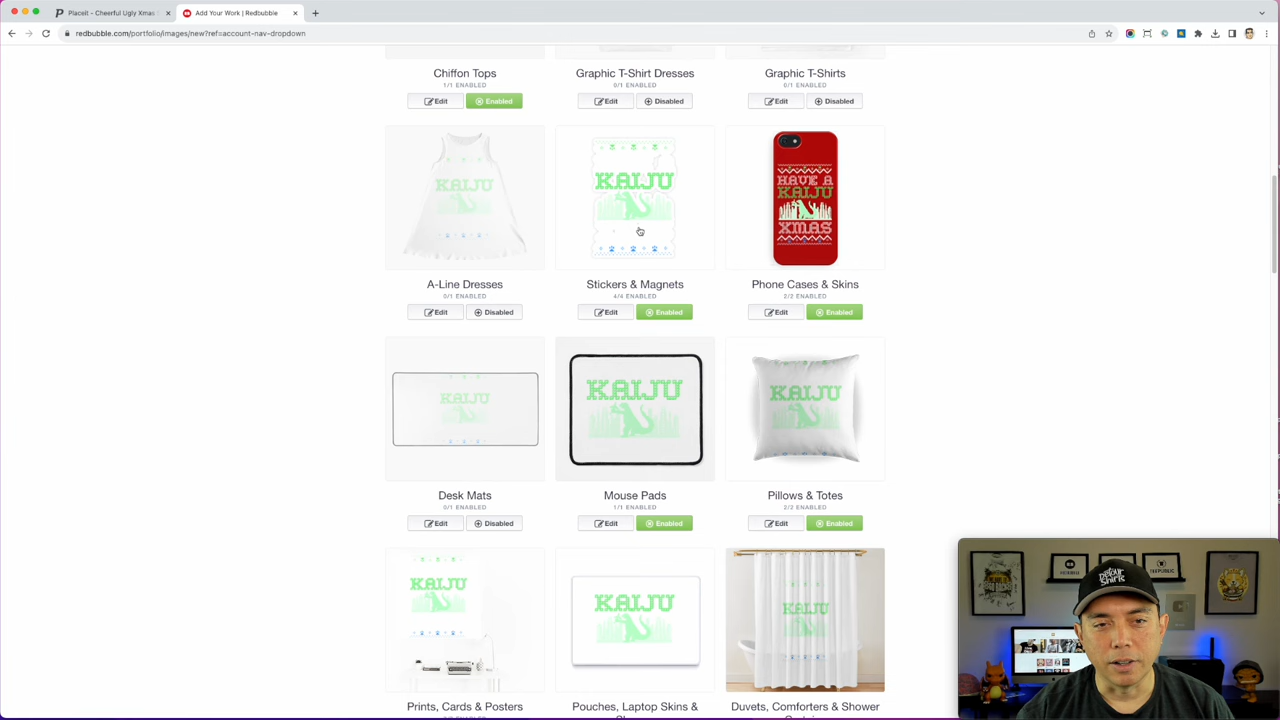 Placeit - Cheerful Ugly Xmas
Add Your Work | Redbubble
redbubble.com/portfolio/images/new?ref=account-nav-dropdown
Chiffon Tops
Graphic T-Shirt Dresses
Graphic T-Shirts
1/1 ENABLED
0/1 ENABLED
0/1 ENABLED
Edit
Enabled
Edit
Disabled
Edit
Disabled
KAIJU
KAIJU
HAVE A
KAIJU
XMAS
A-Line Dresses
Stickers & Magnets
Phone Cases & Skins
0/1 ENABLED
4/4 ENABLED
2/2 ENABLED
Edit
Disabled
Edit
Enabled
Edit
Enabled
KAIJU
KAIJU
KAIJU
Desk Mats
Mouse Pads
Pillows & Totes
0/1 ENABLED
1/1 ENABLED
2/2 ENABLED
Edit
Disabled
Edit
Enabled
Edit
Enabled
KAIJU
KAIJU
KAIJU
Prints, Cards & Posters
Pouches, Laptop Skins &
Duvets, Comforters & Shower
TEEPUBLIC
DETOUR
SHIRTS